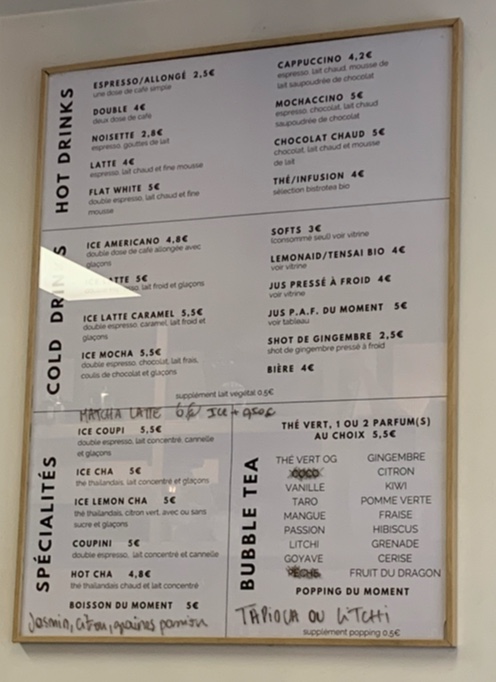 HOT DRINKS
ESPRESSO/ALLONGÉ 2,5€
une dose de café simple
DOUBLE 4€
deux dose de café
NOISETTE 2,8€
espresso, gouttes de lait
LATTE 4€
espresso, lait chaud et fine mousse
FLAT WHITE 5€
double espresso, lait chaud et fine
mousse
CAPPUCINO 4,2€
espresso, lait chaud, mousse de
lait saupoudrée de chocolat
MOCHACCINO 5€
espresso, chocolat, lait chaud
saupoudrée de chocolat
CHOCOLAT CHAUD 5€
chocolat, lait chaud et mousse
de lait
THÉ/INFUSION 4€
sélection bistrotea bio
COLD DRINKS
ICE AMERICANO 4,8€
double dose de café allongée avec
glaçons
LATTE 5€
lait froid et glaçons
ICE LATTE CARAMEL 5,5€
double espresso, caramel, lait froid et
glaçons
ICE MOCHA 5,5€
double espresso, chocolat, lait frais,
coulis de chocolat et glaçons
SOFTS 3€
(consommé seul) voir vitrine
LEMONAID/TENSAI BIO 4€
voir vitrine
JUS PRESSÉ À FROID 4€
voir vitrine
JUS P.A.F. DU MOMENT 5€
voir tableau
SHOT DE GINGEMBRE 2,5€
shot de gingembre pressé à froid
BIÈRE 4€
supplément lait vegétal 0.5€
MATCHA LATTE 6€ ICE + 0,50€
SPÉCIALITÉS
ICE COUPI 5,5€
double espresso, lait concentré, cannelle
et glaçons
ICE CHA 5€
thé thaïlandais, lait concentré et glaçons
ICE LEMON CHA 5€
thé thaïlandais, citron vert, avec ou sans
sucre et glaçons
COUPINI 5€
double espresso, lait concentré et cannelle
HOT CHA 4,8€
thé thaïlandais chaud et lait concentré
BOISSON DU MOMENT 5€
Jasmin, citron, graines passion
BUBBLE TEA
THÉ VERT, 1 OU 2 PARFUM(S)
AU CHOIX 5,5€
THÉ VERT OG
COCO
VANILLE
TARO
MANGUE
PASSION
LITCHI
GOYAVE
PÊCHE
GINGEMBRE
CITRON
KIWI
POMME VERTE
FRAISE
HIBISCUS
GRENADE
CERISE
FRUIT DU DRAGON
POPPING DU MOMENT
TAPIOCA OU LITCHI
supplément popping 0.5€